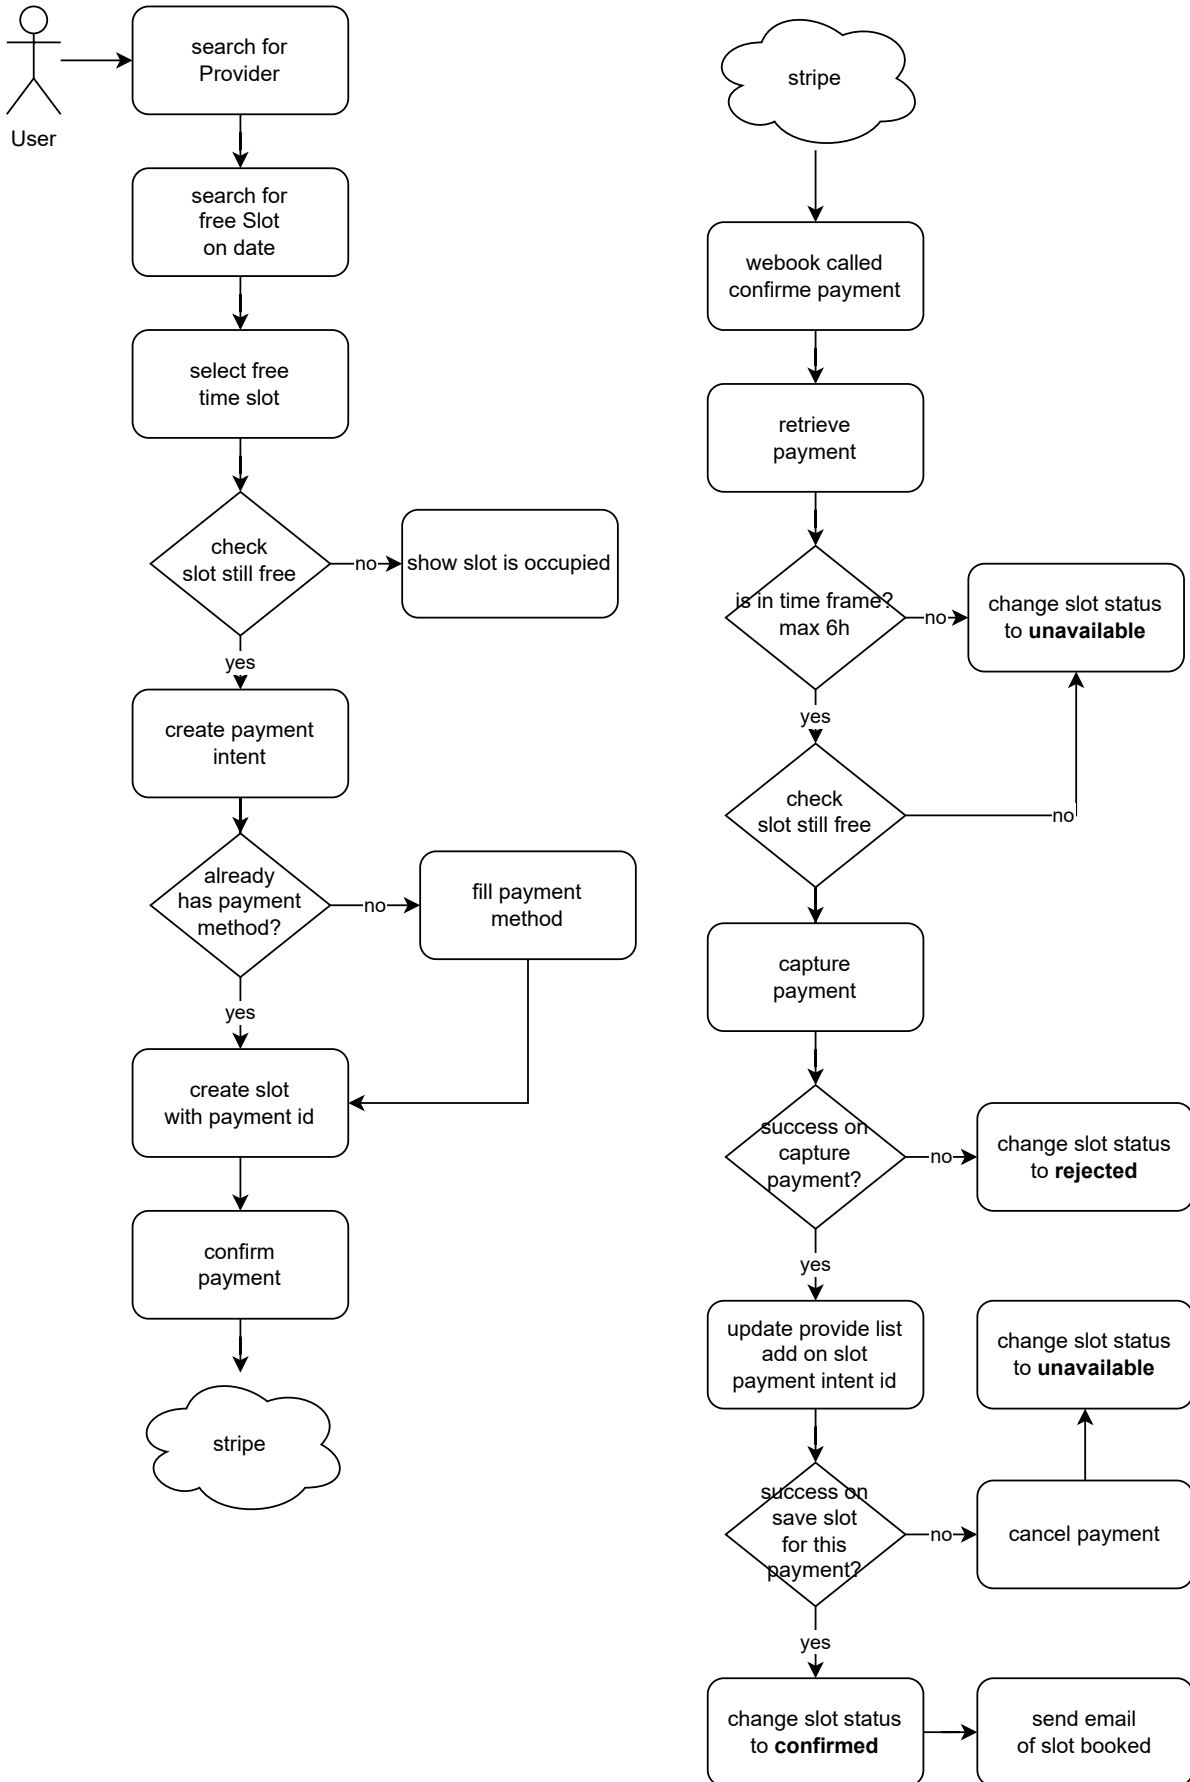 User
search for
Provider
search for
free Slot
on date
select free
time slot
check
slot still free
no
show slot is occupied
yes
create payment
intent
already
has payment
method?
no
fill payment
method
yes
create slot
with payment id
confirm
payment
stripe
stripe
webook called
confirme payment
retrieve
payment
is in time frame?
max 6h
no
change slot status
to unavailable
yes
check
slot still free
no
capture
payment
success on
capture
payment?
no
change slot status
to rejected
yes
update provide list
add on slot
payment intent id
change slot status
to unavailable
success on
save slot
for this
payment?
no
cancel payment
yes
change slot status
to confirmed
send email
of slot booked